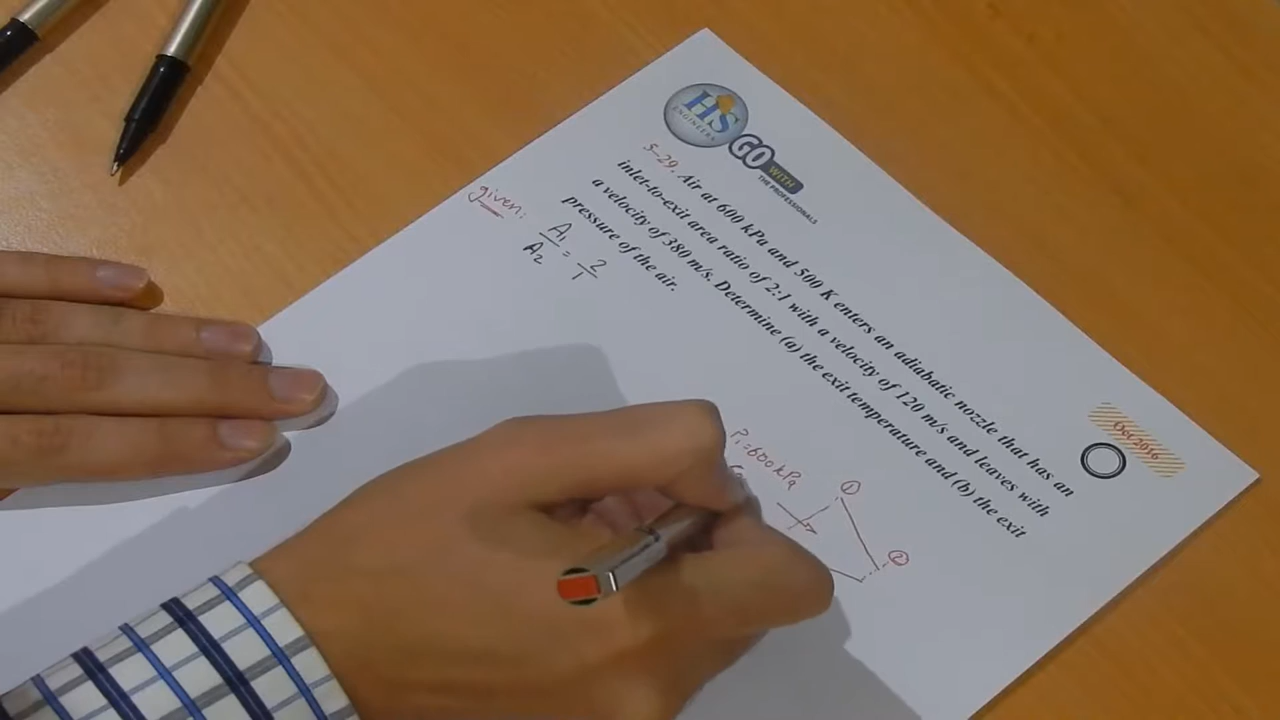 HS
ENGINEERS
GO
WITH
THE PROFESSIONALS
Oct 2016
5-29. Air at 600 kPa and 500 K enters an adiabatic nozzle that has an
inlet-to-exit area ratio of 2:1 with a velocity of 120 m/s and leaves with
a velocity of 380 m/s. Determine (a) the exit temperature and (b) the exit
pressure of the air.
given:
A1/A2 = 2/1
P1=600 kPa
1
2